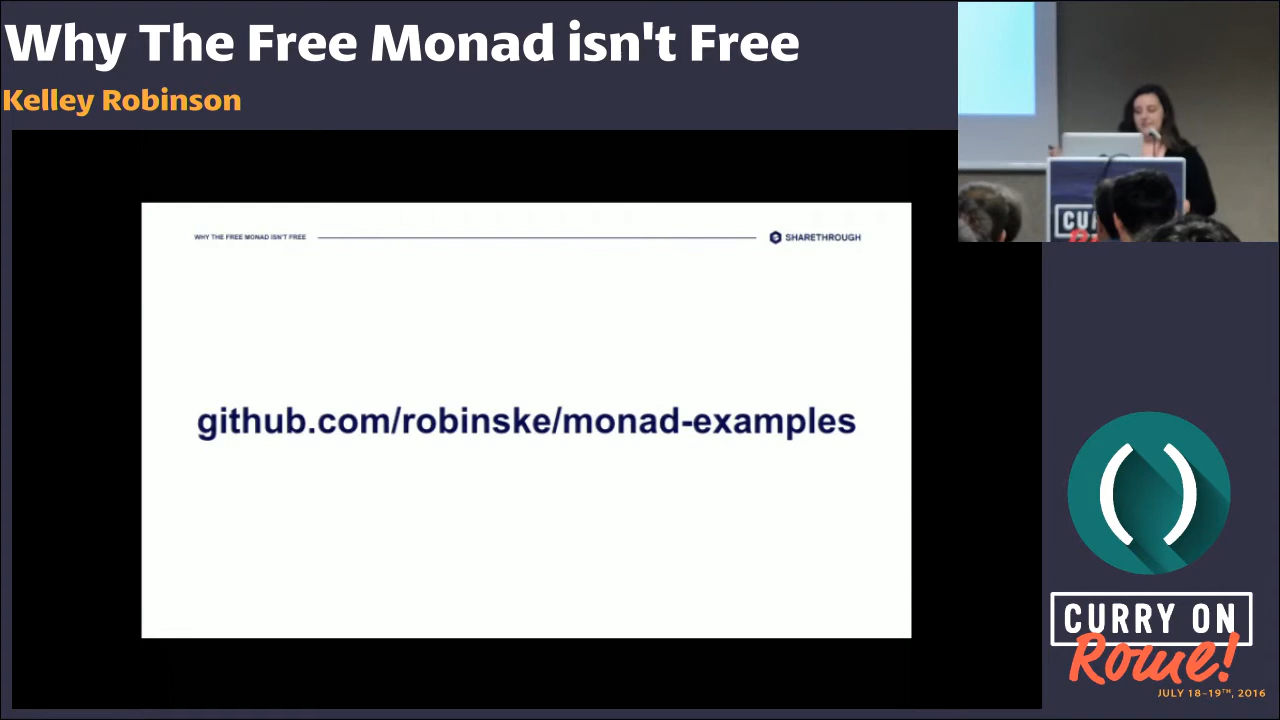 Why The Free Monad isn't Free
Kelley Robinson
WHY THE FREE MONAD ISN'T FREE
SHARETHROUGH
github.com/robinske/monad-examples
CU
( )
CURRY ON
Rome!
JULY 18-19TH, 2016